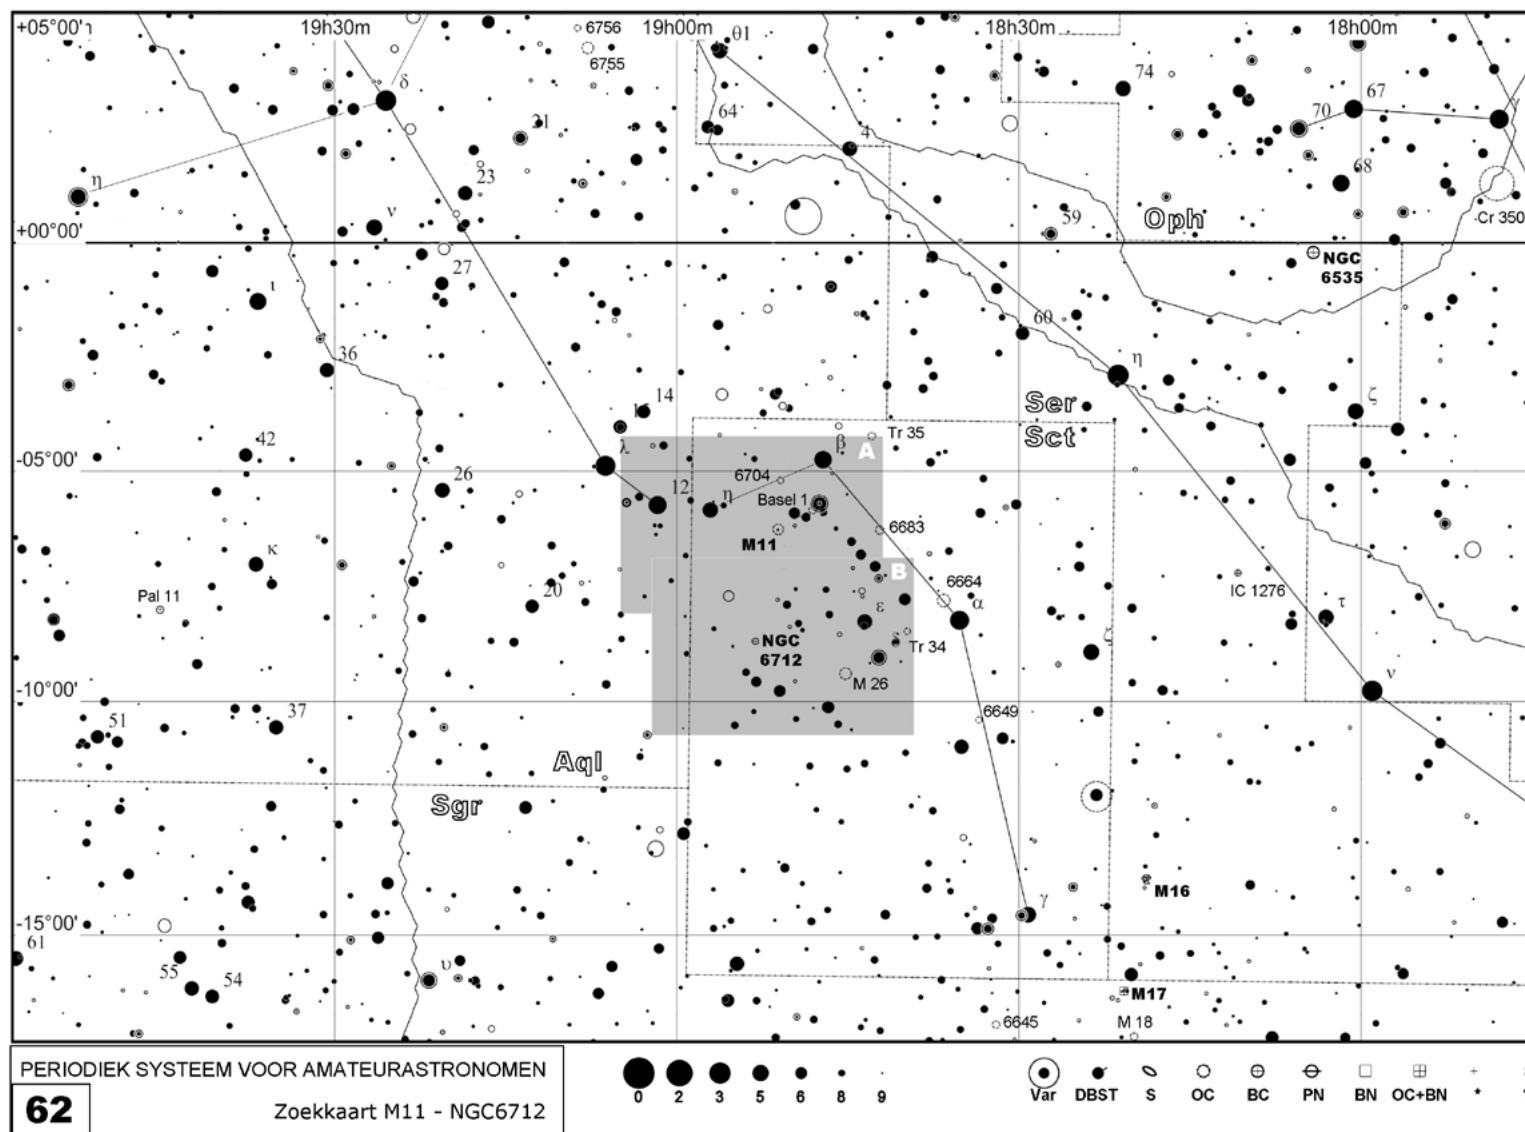 +05°00' 19h30m 19h00m 18h30m 18h00m
6756
6755
θ1
74
67
70
γ
δ
21
64
4
68
η
23
ν
59
Oph
Cr 350
+00°00'
27
NGC
6535
ι
60
η
36
14
15
Ser
Sct
ζ
λ
β
Tr 35
A
42
-05°00'
26
12
6704
η
Basel 1
6683
M11
κ
B
Pal 11
20
6664
α
IC 1276
τ
ε
ζ
NGC
6712
Tr 34
M 26
ν
-10°00'
51
37
6649
Aql
Sgr
M16
γ
-15°00'
61
55
54
υ
M17
6645
M 18
PERIODIEK SYSTEEM VOOR AMATEURASTRONOMEN
62 Zoekkaart M11 - NGC6712
0 2 3 5 6 8 9
Var DBST S OC BC PN BN OC+BN *